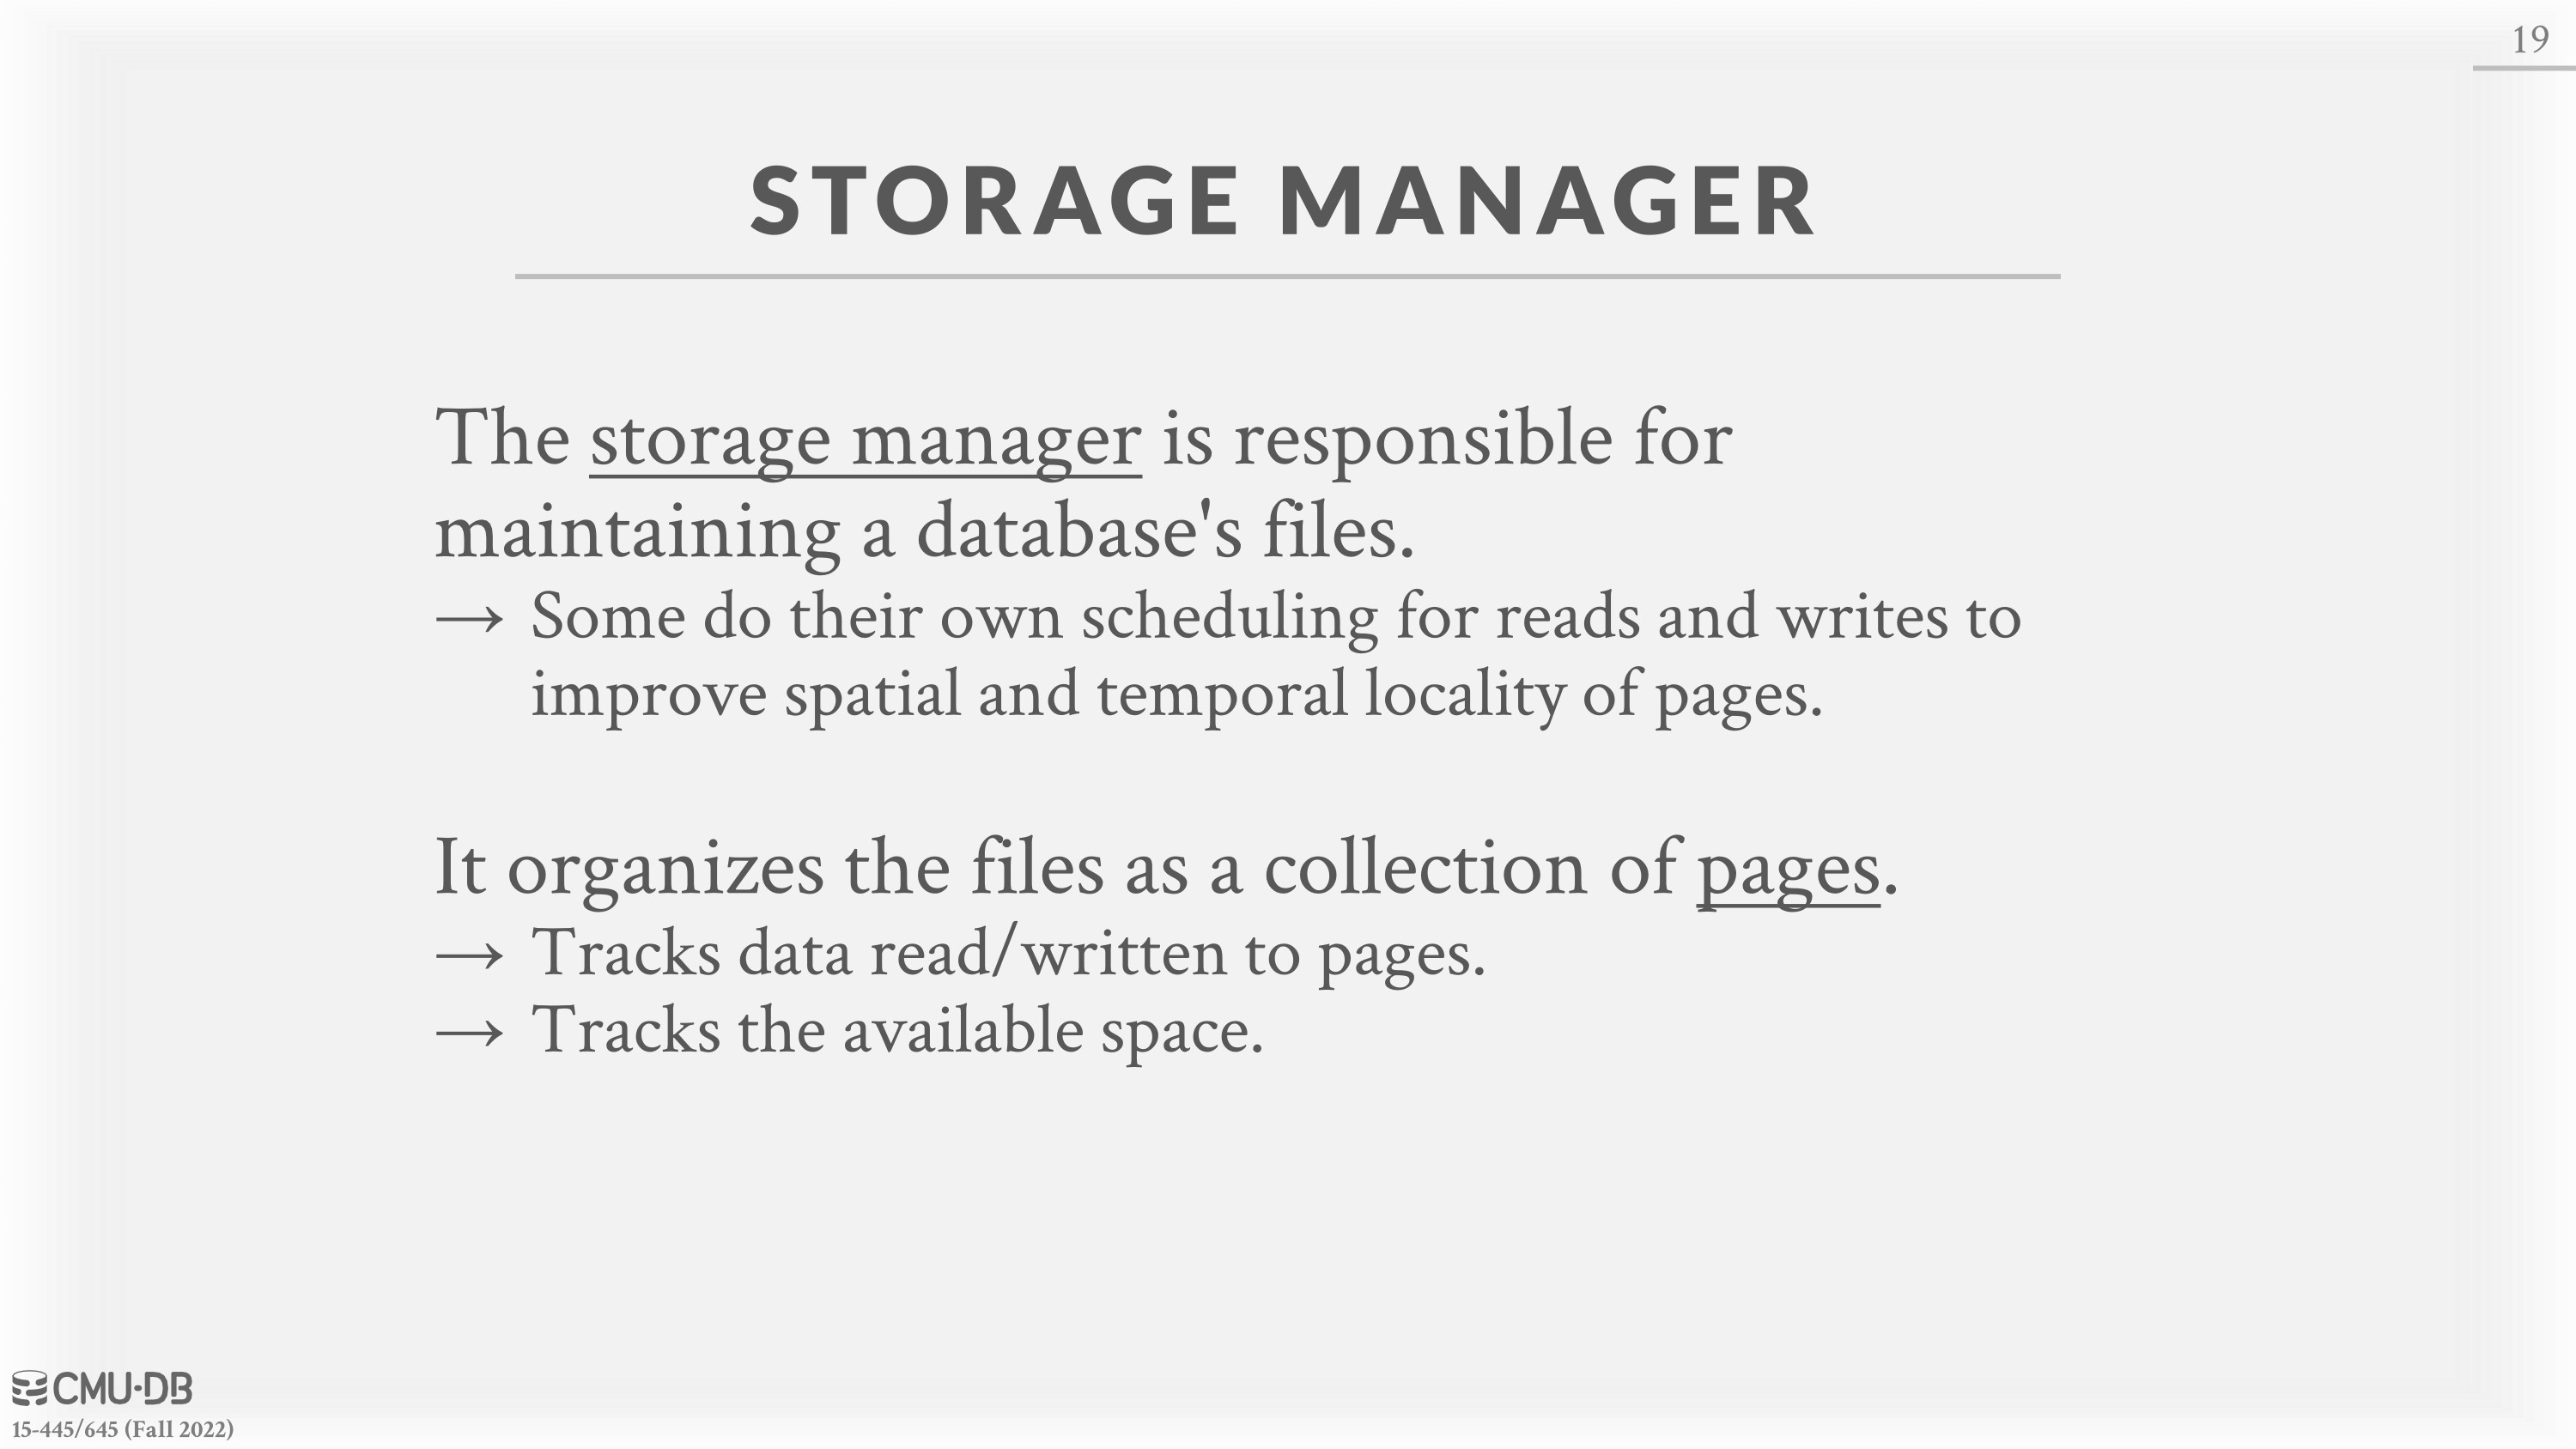 19
STORAGE MANAGER
The storage manager is responsible for
maintaining a database's files.
→ Some do their own scheduling for reads and writes to
improve spatial and temporal locality of pages.
It organizes the files as a collection of pages.
→ Tracks data read/written to pages.
→ Tracks the available space.
CMU·DB
15-445/645 (Fall 2022)